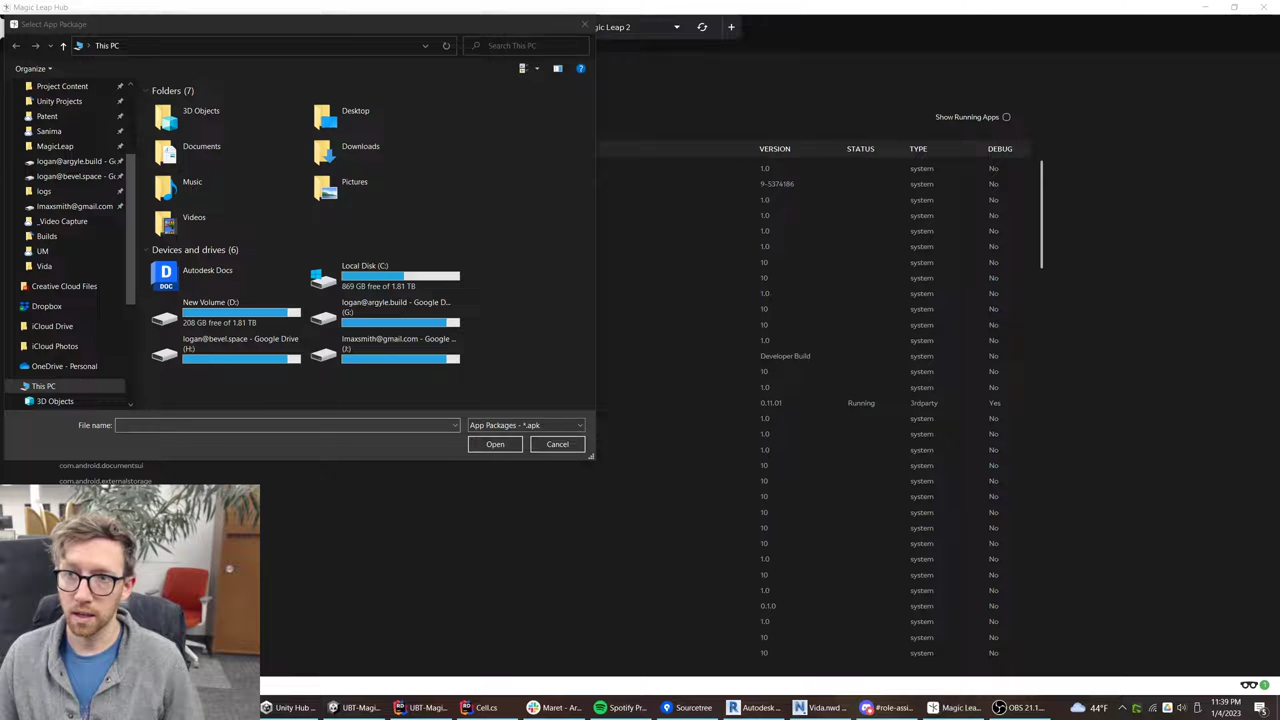 Magic Leap Hub
Select App Package
gic Leap 2
This PC
Search This PC
Organize
Project Content
Unity Projects
Patent
Sanima
MagicLeap
logan@argyle.build - Gc
logan@bevel.space - Gc
logs
lmaxsmith@gmail.com
_Video Capture
Builds
UM
Vida
Creative Cloud Files
Dropbox
iCloud Drive
iCloud Photos
OneDrive - Personal
This PC
3D Objects
Folders (7)
3D Objects
Desktop
Documents
Downloads
Music
Pictures
Videos
Devices and drives (6)
Autodesk Docs
Local Disk (C:)
869 GB free of 1.81 TB
New Volume (D:)
208 GB free of 1.81 TB
logan@argyle.build - Google D...
(G:)
logan@bevel.space - Google Drive
(H:)
lmaxsmith@gmail.com - Google ...
(J:)
File name:
App Packages - *.apk
Open
Cancel
com.android.documentsui
com.android.externalstorage
Show Running Apps
VERSION STATUS TYPE DEBUG
1.0 system No
9-5374186 system No
1.0 system No
1.0 system No
1.0 system No
1.0 system No
10 system No
10 system No
1.0 system No
10 system No
10 system No
1.0 system No
Developer Build system No
10 system No
1.0 system No
0.11.01 Running 3rdparty Yes
1.0 system No
1.0 system No
1.0 system No
10 system No
10 system No
10 system No
10 system No
10 system No
10 system No
1.0 system No
10 system No
1.0 system No
0.1.0 system No
1.0 system No
10 system No
10 system No
Unity Hub ...
UBT-Magi...
UBT-Magi...
Cell.cs
Maret - Ar...
Spotify Pr...
Sourcetree
Autodesk ...
Vida.nwd ...
#role-assi...
Magic Lea...
OBS 21.1...
44°F
11:39 PM
1/4/2023